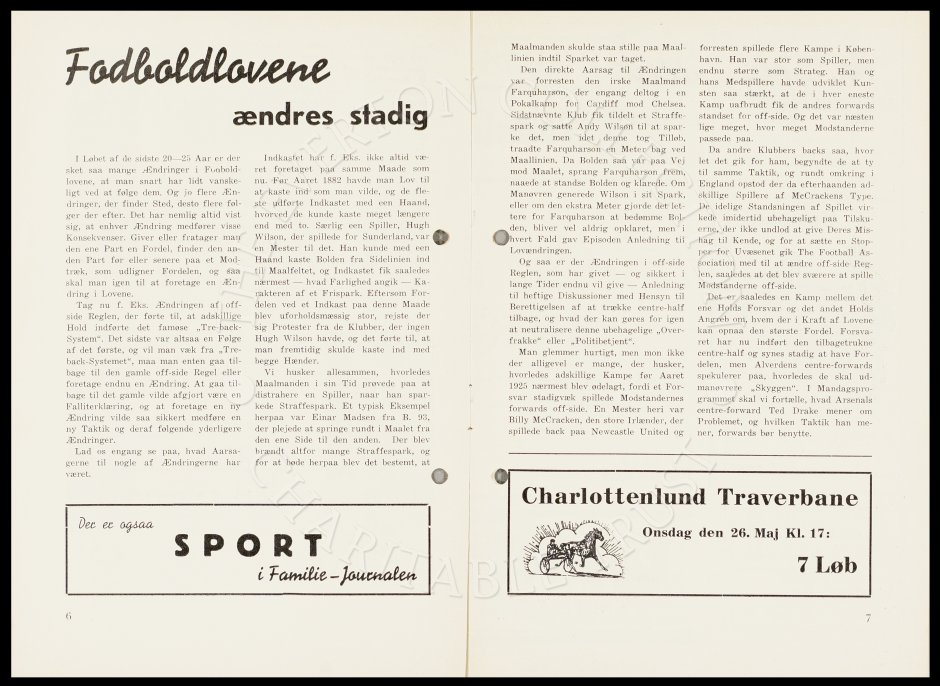 Fodboldlovene
ændres stadig
I Løbet af de sidste 20—25 Aar er der
sket saa mange Ændringer i Fodbold-
lovene, at man snart har lidt vanske-
ligt ved at følge dem. Og jo flere Æn-
dringer, der finder Sted, desto flere føl-
ger der efter. Det har nemlig altid vist
sig, at enhver Ændring medfører visse
Konsekvenser. Giver eller fratager man
den ene Part en Fordel, finder den an-
den Part før eller senere paa et Mod-
træk, som udligner Fordelen, og saa
skal man igen til at foretage en Æn-
dring i Lovene.
Tag nu f. Eks. Ændringen af off-
side Reglen, der førte til, at adskillige
Hold indførte det famøse „Tre-back-
System“. Det sidste var altsaa en Følge
af det første, og vil man væk fra „Tre-
back-Systemet“, maa man enten gaa til-
bage til den gamle off-side Regel eller
foretage endnu en Ændring. At gaa til-
bage til det gamle vilde afgjort være en
Falliterklæring, og at foretage en ny
Ændring vilde saa sikkert medføre en
ny Taktik og deraf følgende yderligere
Ændringer.
Lad os engang se paa, hvad Aarsa-
gerne til nogle af Ændringerne har
været.
Indkastet har f. Eks. ikke altid væ-
ret foretaget paa samme Maade som
nu. Før Aaret 1882 havde man Lov til
at kaste ind som man vilde, og de fle-
ste udførte Indkastet med een Haand,
hvorved de kunde kaste meget længere
end med to. Særlig een Spiller, Hugh
Wilson, der spillede for Sunderland, var
en Mester til det. Han kunde med een
Haand kaste Bolden fra Sidelinien ind
til Maalfeltet, og Indkastet fik saaledes
nærmest — hvad Farlighed angik — Ka-
rakteren af et Frispark. Eftersom For-
delen ved et Indkast paa denne Maade
blev uforholdsmæssig stor, rejste der
sig Protester fra de Klubber, der ingen
Hugh Wilson havde, og det førte til, at
man fremtidig skulde kaste ind med
begge Hænder.
Vi husker allesammen, hvorledes
Maalmanden i sin Tid prøvede paa at
distrahere en Spiller, naar han spar-
kede Straffespark. Et typisk Eksempel
herpaa var Einar Madsen fra B. 93,
der plejede at springe rundt i Maalet fra
den ene Side til den anden. Der blev
brændt altfor mange Straffespark, og
for at bøde herpaa blev det bestemt, at
Der er ogsaa
SPORT
i Familie-Journalen
6
Maalmanden skulde staa stille paa Maal-
linien indtil Sparket var taget.
Den direkte Aarsag til Ændringen
var forresten den irske Maalmand
Farquharson, der engang deltog i en
Pokalkamp for Cardiff mod Chelsea.
Sidstnævnte Klub fik tildelt et Straffe-
spark og satte Andy Wilson til at spar-
ke det, men idet denne tog Tilløb,
traadte Farquharson en Meter bag ved
Maallinien. Da Bolden saa var paa Vej
mod Maalet, sprang Farquharson frem,
naaede at standse Bolden og klarede. Om
Manøvren generede Wilson i sit Spark,
eller om den ekstra Meter gjorde det let-
tere for Farquharson at bedømme Bol-
den, bliver vel aldrig opklaret, men i
hvert Fald gav Episoden Anledning til
Lovændringen.
Og saa er der Ændringen i off-side
Reglen, som har givet — og sikkert i
lange Tider endnu vil give — Anledning
til heftige Diskussioner med Hensyn til
Berettigelsen af at trække centre-half
tilbage, og hvad der kan gøres for igen
at neutralisere denne ubehagelige „Over-
frakke“ eller „Politibetjent“.
Man glemmer hurtigt, men mon ikke
der alligevel er mange, der husker,
hvorledes adskillige Kampe før Aaret
1925 nærmest blev ødelagt, fordi et For-
svar stadigvæk spillede Modstandernes
forwards off-side. En Mester heri var
Billy McCracken, den store Irlænder, der
spillede back paa Newcastle United og
forresten spillede flere Kampe i Køben-
havn. Han var stor som Spiller, men
endnu større som Strateg. Han og
hans Medspillere havde udviklet Kun-
sten saa stærkt, at de i hver eneste
Kamp uafbrudt fik de andres forwards
standset for off-side. Og det var næsten
lige meget, hvor meget Modstanderne
passede paa.
Da andre Klubbers backs saa, hvor
let det gik for ham, begyndte de at ty
til samme Taktik, og rundt omkring i
England opstod der da efterhaanden ad-
skillige Spillere af McCrackens Type.
De idelige Standsningen af Spillet vir-
kede imidertid ubehageligt paa Tilsku-
erne, der ikke undlod at give Deres Mis-
hag til Kende, og for at sætte en Stop-
per for Uvæsenet gik The Football As-
sociation med til at ændre off-side Reg-
len, saaledes at det blev sværere at spille
Modstanderne off-side.
Det er saaledes en Kamp mellem det
ene Holds Forsvar og det andet Holds
Angreb om, hvem der i Kraft af Lovene
kan opnaa den største Fordel. Forsva-
ret har nu indført den tilbagetrukne
centre-half og synes stadig at have For-
delen, men Alverdens centre-forwards
spekulerer paa, hvorledes de skal ud-
manøvrere „Skyggen“. I Mandagspro-
grammet skal vi fortælle, hvad Arsenals
centre-forward Ted Drake mener om
Problemet, og hvilken Taktik han me-
ner, forwards bør benytte.
Charlottenlund Traverbane
Onsdag den 26. Maj Kl. 17:
7 Løb
7